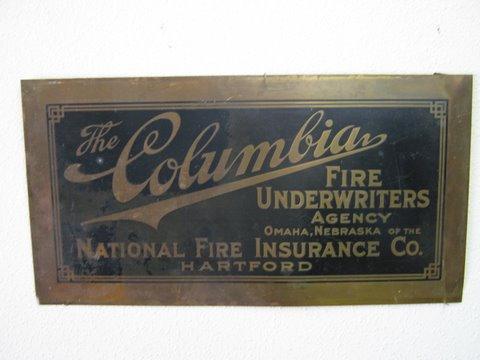 The Columbia
FIRE
UNDERWRITERS
AGENCY
OMAHA, NEBRASKA OF THE
NATIONAL FIRE INSURANCE CO.
HARTFORD